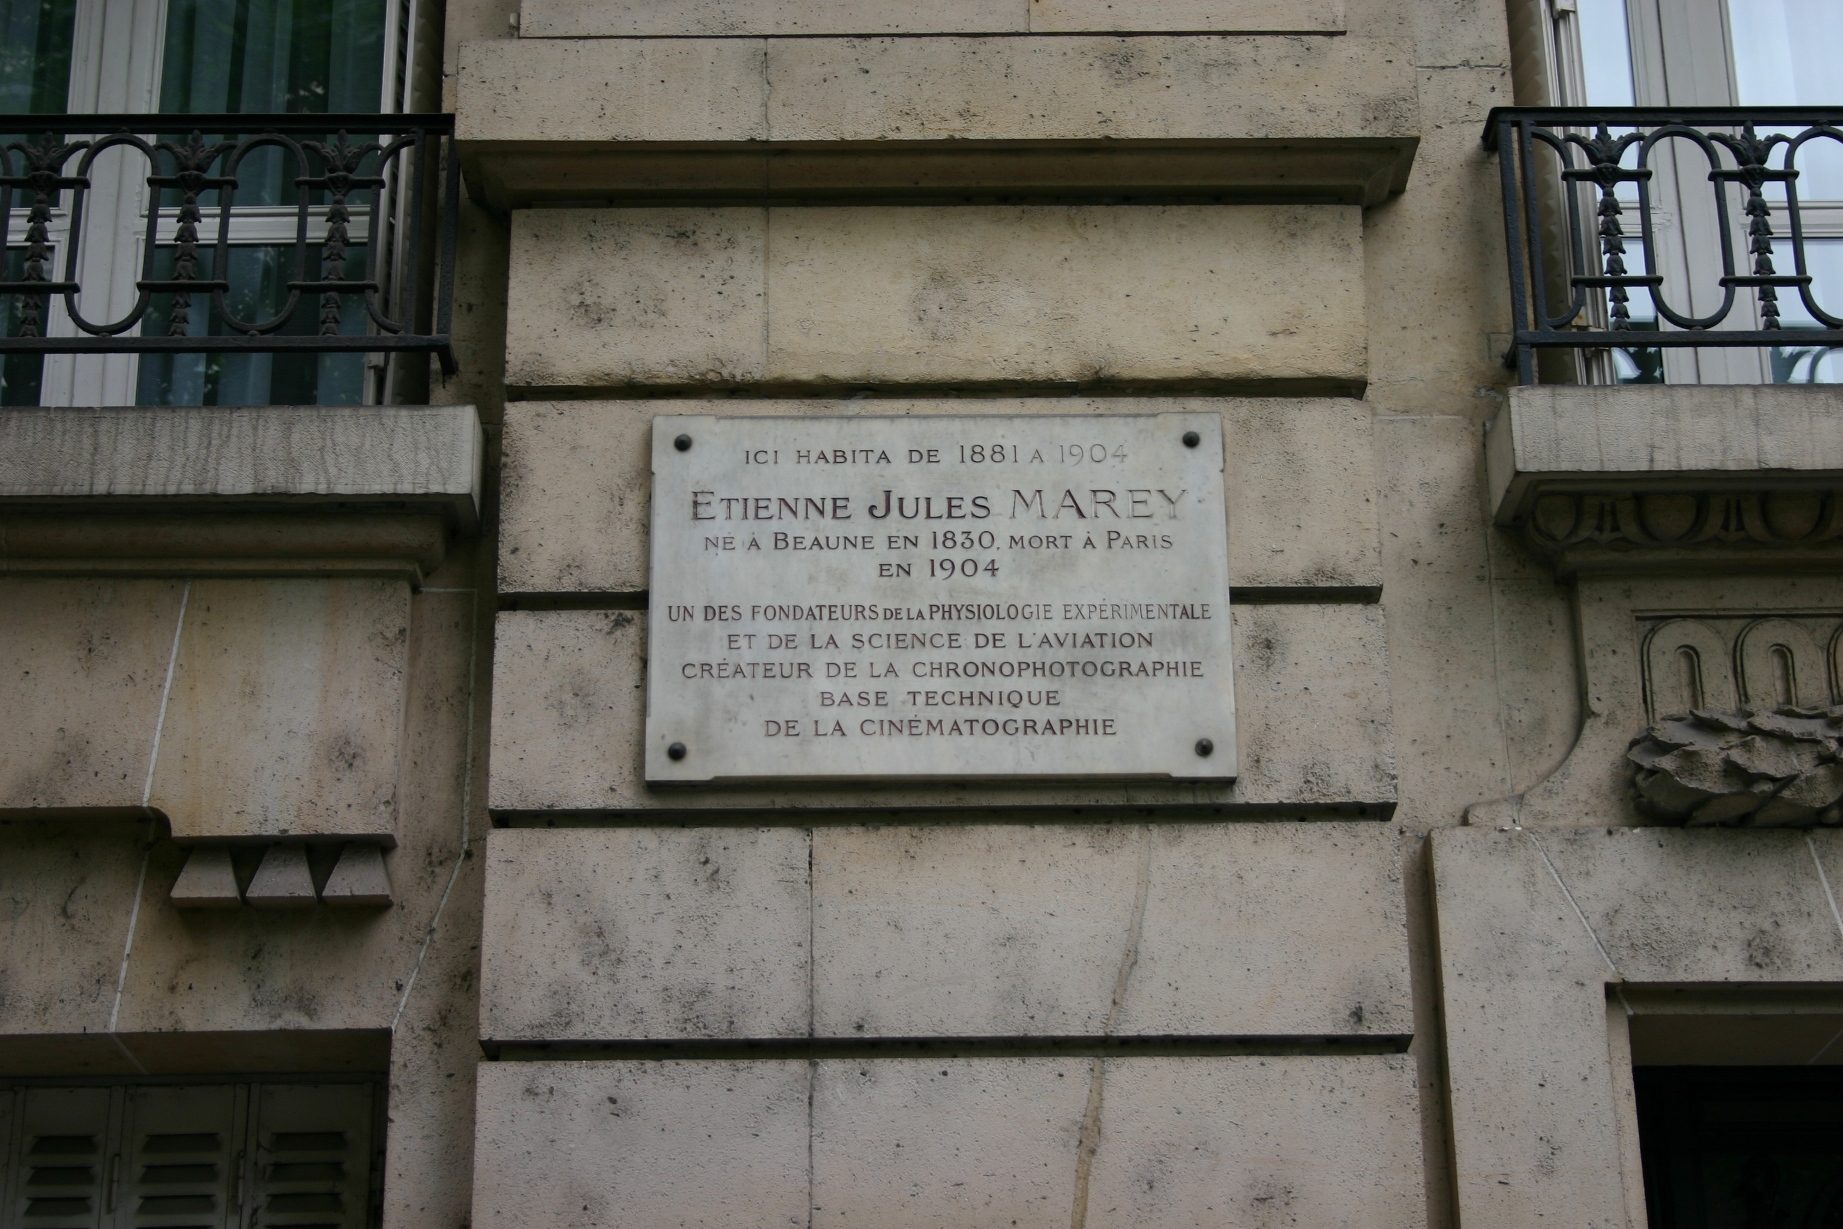 ICI HABITA DE 1881 A 1904
ETIENNE JULES MAREY
NÉ À BEAUNE EN 1830, MORT À PARIS
EN 1904
UN DES FONDATEURS DE LA PHYSIOLOGIE EXPÉRIMENTALE
ET DE LA SCIENCE DE L'AVIATION
CRÉATEUR DE LA CHRONOPHOTOGRAPHIE
BASE TECHNIQUE
DE LA CINÉMATOGRAPHIE